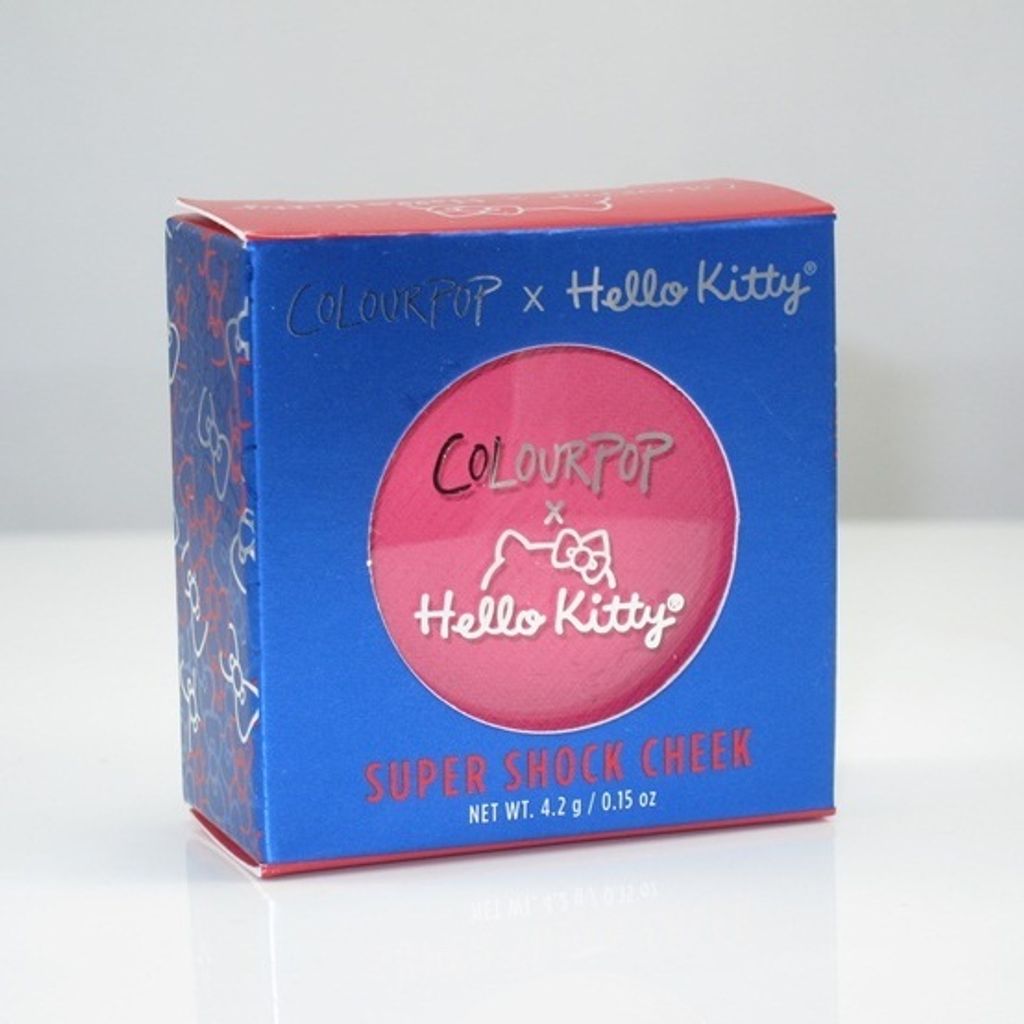 COLOURPOP x Hello Kitty®
COLOURPOP
x
Hello Kitty®
SUPER SHOCK CHEEK
NET WT. 4.2 g / 0.15 oz